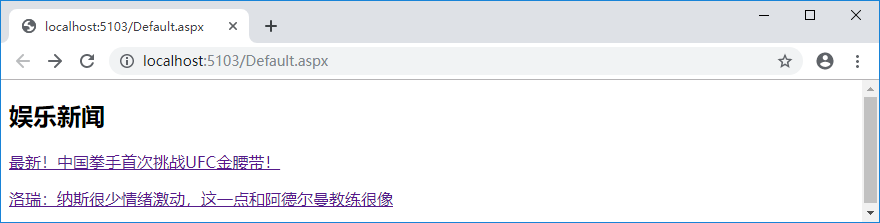 localhost:5103/Default.aspx
localhost:5103/Default.aspx
娱乐新闻
最新！中国拳手首次挑战UFC金腰带！
洛瑞：纳斯很少情绪激动，这一点和阿德尔曼教练很像